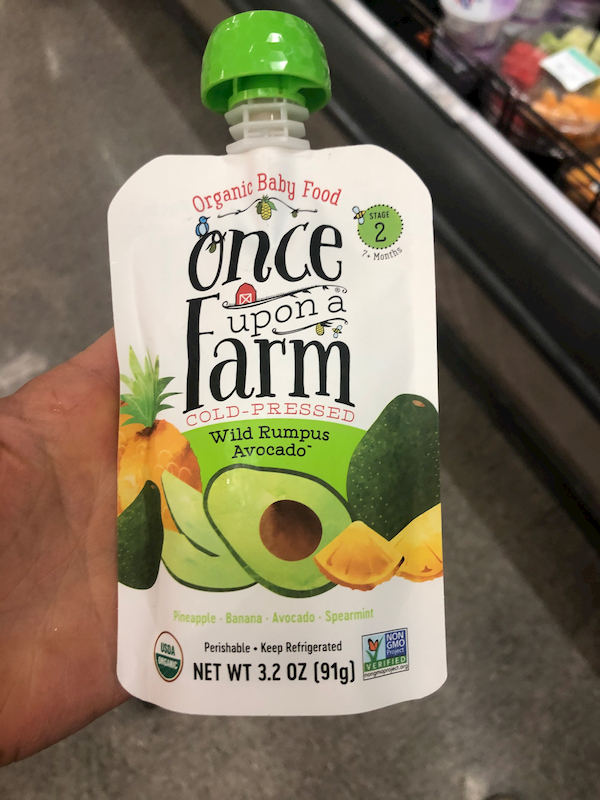 Organic Baby Food
once
upon a
Farm
®
STAGE
2
7+ Months
COLD-PRESSED
Wild Rumpus
Avocado™
Pineapple - Banana - Avocado - Spearmint
USDA
ORGANIC
Perishable • Keep Refrigerated
NET WT 3.2 OZ (91g)
NON
GMO
Project
VERIFIED
nongmoproject.org